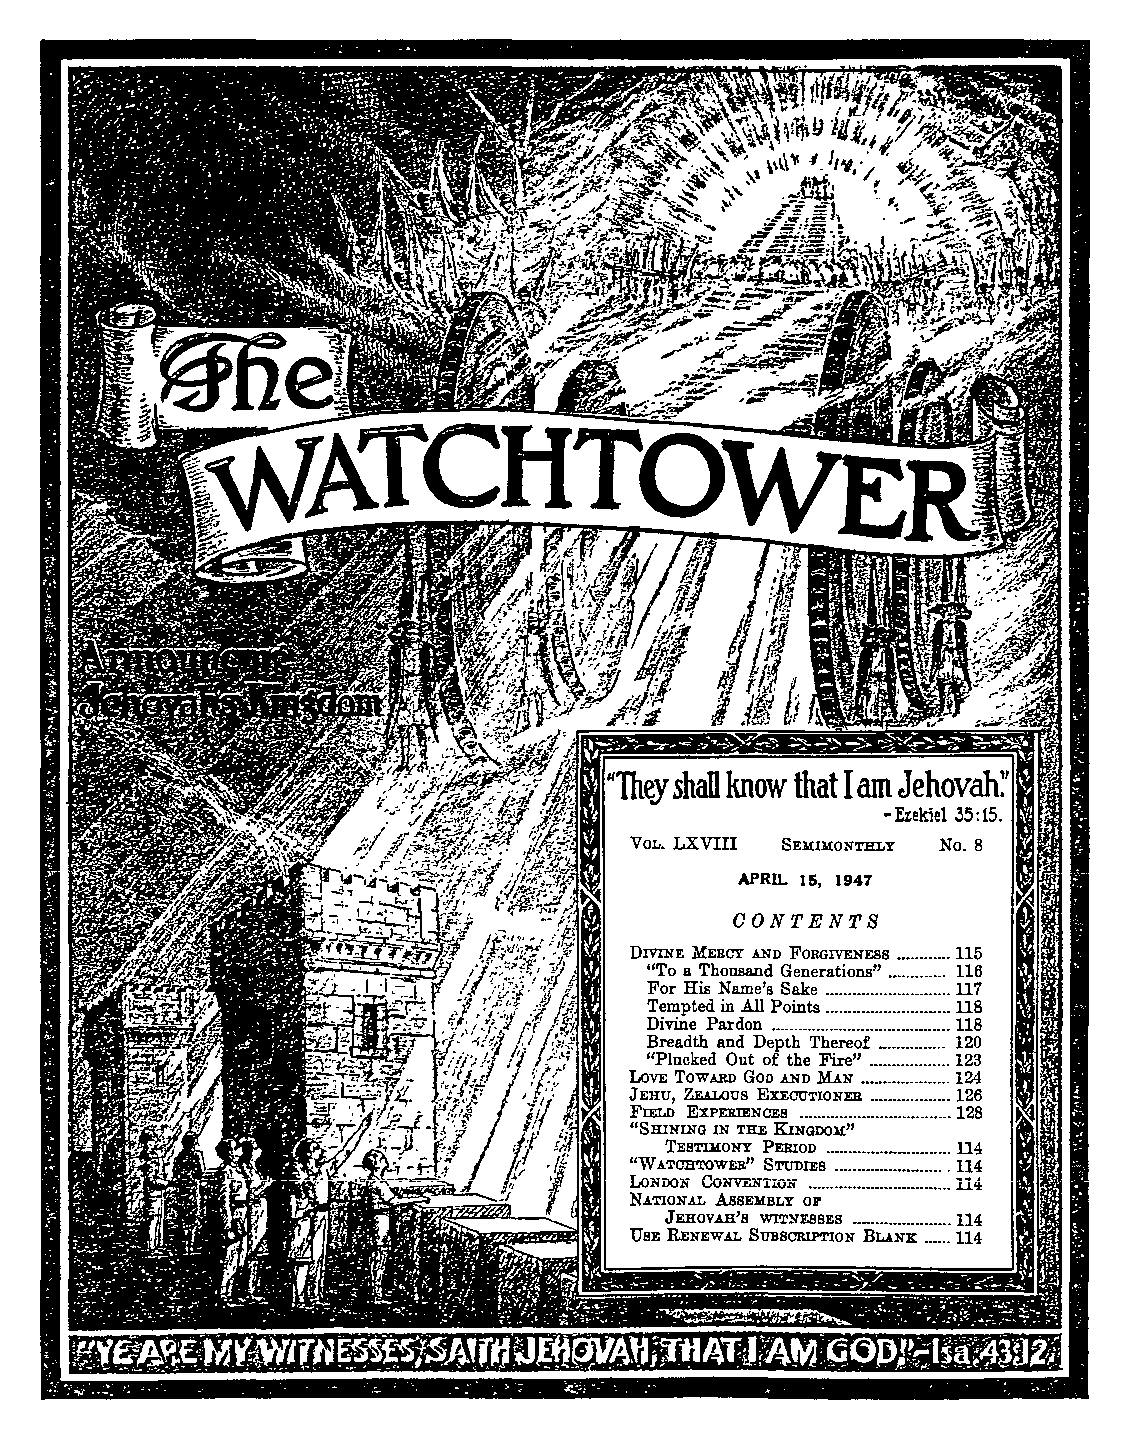 The
WATCHTOWER
Announcing
Jehovah's Kingdom
"They shall know that I am Jehovah."
- Ezekiel 35:15.
VOL. LXVIII SEMIMONTHLY No. 8
APRIL 15, 1947
CONTENTS
DIVINE MERCY AND FORGIVENESS ........... 115
"To a Thousand Generations" ............ 116
For His Name's Sake .......................... 117
Tempted in All Points .......................... 118
Divine Pardon ...................................... 118
Breadth and Depth Thereof .............. 120
"Plucked Out of the Fire" ................. 123
LOVE TOWARD GOD AND MAN ................... 124
JEHU, ZEALOUS EXECUTIONER ................. 126
FIELD EXPERIENCES ................................ 128
"SHINING IN THE KINGDOM"
TESTIMONY PERIOD .......................... 114
"WATCHTOWER" STUDIES ........................ 114
LONDON CONVENTION .............................. 114
NATIONAL ASSEMBLY OF
JEHOVAH'S WITNESSES ..................... 114
USE RENEWAL SUBSCRIPTION BLANK ...... 114
"YE ARE MY WITNESSES, SAITH JEHOVAH, THAT I AM GOD."-Isa. 43:12